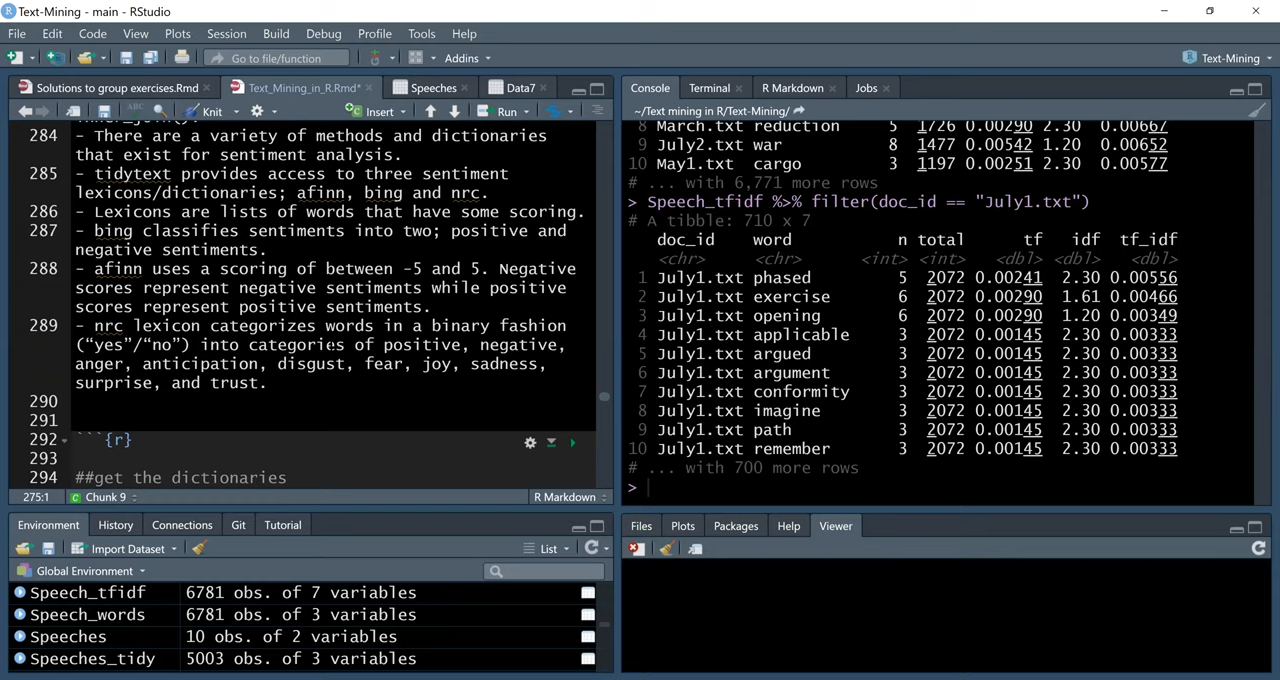 Text-Mining - main - RStudio
File Edit Code View Plots Session Build Debug Profile Tools Help
Go to file/function Addins Text-Mining
Solutions to group exercises.Rmd Text_Mining_in_R.Rmd* Speeches Data7
ABC Knit Insert Run
284 - There are a variety of methods and dictionaries
that exist for sentiment analysis.
285 - tidytext provides access to three sentiment
lexicons/dictionaries; afinn, bing and nrc.
286 - Lexicons are lists of words that have some scoring.
287 - bing classifies sentiments into two; positive and
negative sentiments.
288 - afinn uses a scoring of between -5 and 5. Negative
scores represent negative sentiments while positive
scores represent positive sentiments.
289 - nrc lexicon categorizes words in a binary fashion
(“yes”/“no”) into categories of positive, negative,
anger, anticipation, disgust, fear, joy, sadness,
surprise, and trust.
290
291
292 ```{r}
293
294 ##get the dictionaries
275:1 Chunk 9 R Markdown
Console Terminal R Markdown Jobs
~/Text mining in R/Text-Mining/
8 March.txt reduction 5 1726 0.00290 2.30 0.00667
9 July2.txt war 8 1477 0.00542 1.20 0.00652
10 May1.txt cargo 3 1197 0.00251 2.30 0.00577
# ... with 6,771 more rows
> Speech_tfidf %>% filter(doc_id == "July1.txt")
# A tibble: 710 x 7
doc_id word n total tf idf tf_idf
<chr> <chr> <int> <int> <dbl> <dbl> <dbl>
1 July1.txt phased 5 2072 0.00241 2.30 0.00556
2 July1.txt exercise 6 2072 0.00290 1.61 0.00466
3 July1.txt opening 6 2072 0.00290 1.20 0.00349
4 July1.txt applicable 3 2072 0.00145 2.30 0.00333
5 July1.txt argued 3 2072 0.00145 2.30 0.00333
6 July1.txt argument 3 2072 0.00145 2.30 0.00333
7 July1.txt conformity 3 2072 0.00145 2.30 0.00333
8 July1.txt imagine 3 2072 0.00145 2.30 0.00333
9 July1.txt path 3 2072 0.00145 2.30 0.00333
10 July1.txt remember 3 2072 0.00145 2.30 0.00333
# ... with 700 more rows
>
Environment History Connections Git Tutorial
Import Dataset List
Global Environment
Speech_tfidf 6781 obs. of 7 variables
Speech_words 6781 obs. of 3 variables
Speeches 10 obs. of 2 variables
Speeches_tidy 5003 obs. of 3 variables
Files Plots Packages Help Viewer